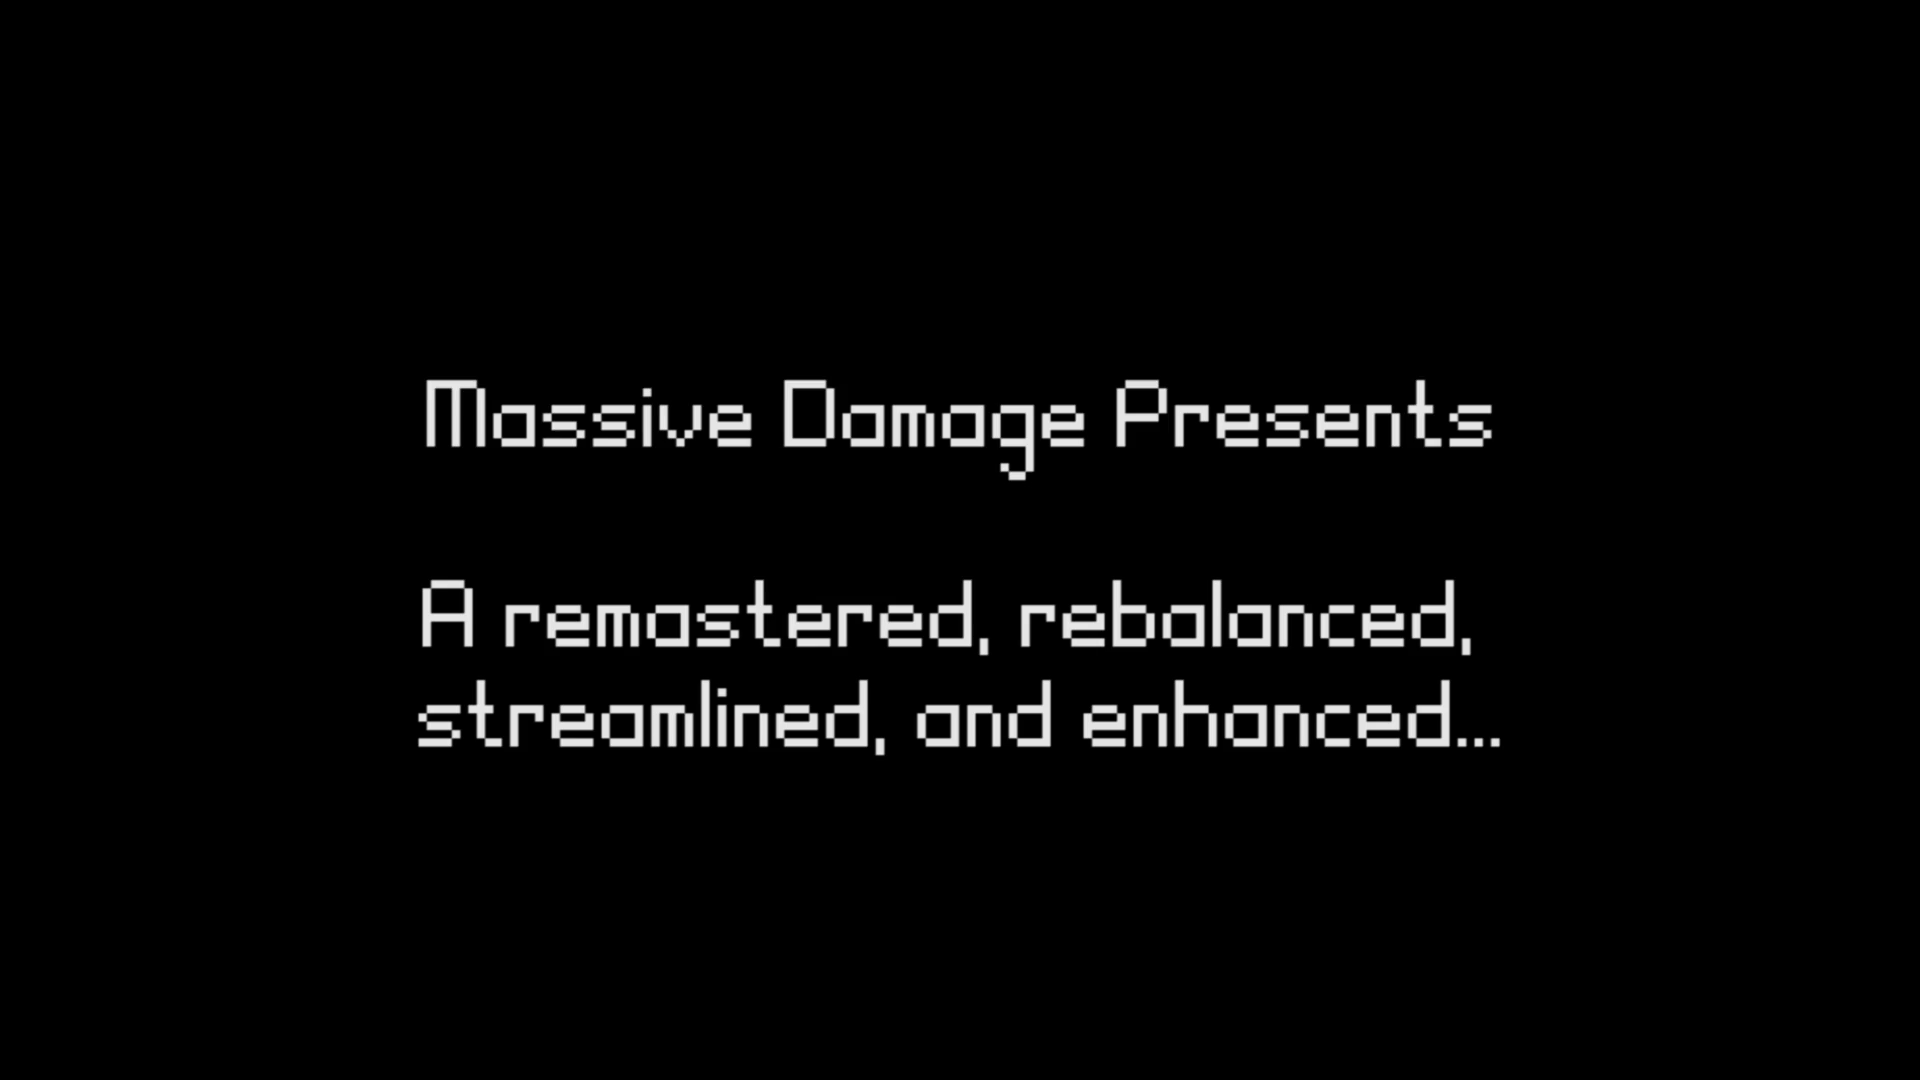 Massive Damage Presents
A remastered, rebalanced,
streamlined, and enhanced...